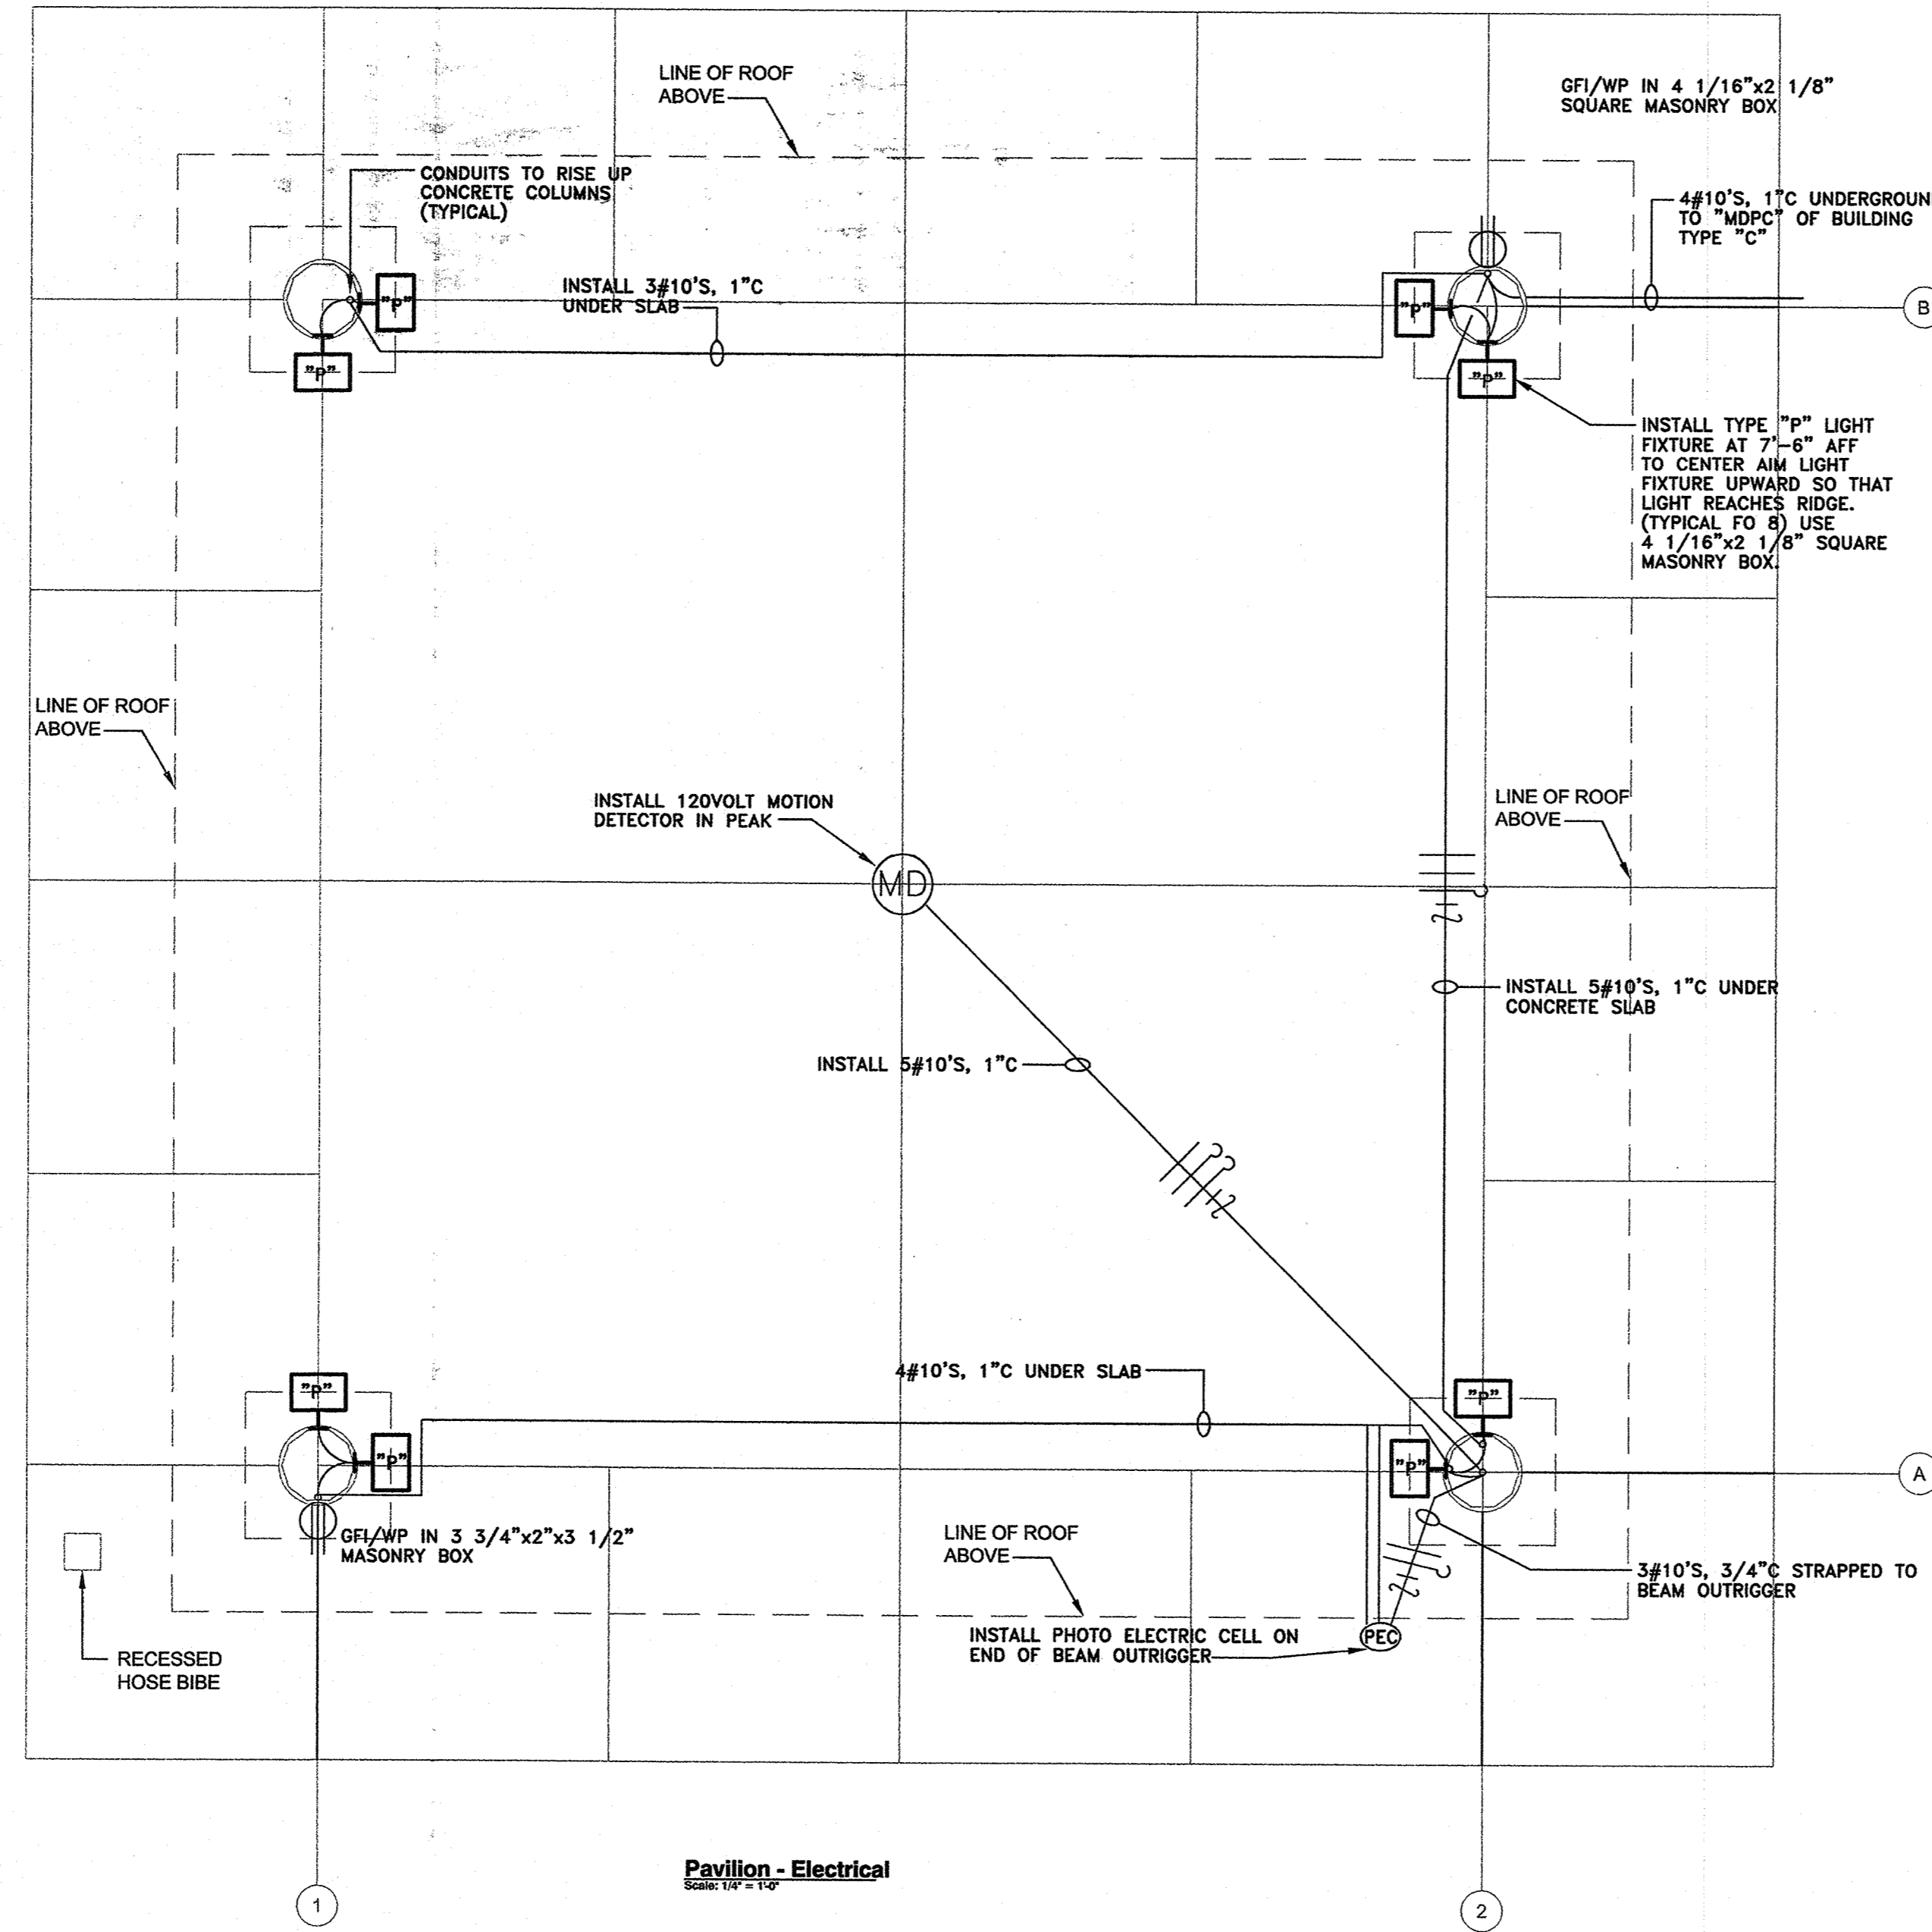 LINE OF ROOF
ABOVE
GFI/WP IN 4 1/16"x2 1/8"
SQUARE MASONRY BOX
CONDUITS TO RISE UP
CONCRETE COLUMNS
(TYPICAL)
4#10'S, 1"C UNDERGROUN
TO "MDPC" OF BUILDING
TYPE "C"
INSTALL 3#10'S, 1"C
UNDER SLAB
"P"
"P"
"P"
"P"
B
INSTALL TYPE "P" LIGHT
FIXTURE AT 7'-6" AFF
TO CENTER AIM LIGHT
FIXTURE UPWARD SO THAT
LIGHT REACHES RIDGE.
(TYPICAL FO 8) USE
4 1/16"x2 1/8" SQUARE
MASONRY BOX.
LINE OF ROOF
ABOVE
INSTALL 120VOLT MOTION
DETECTOR IN PEAK
LINE OF ROOF
ABOVE
MD
INSTALL 5#10'S, 1"C UNDER
CONCRETE SLAB
INSTALL 5#10'S, 1"C
4#10'S, 1"C UNDER SLAB
"P"
"P"
"P"
"P"
A
GFI/WP IN 3 3/4"x2"x3 1/2"
MASONRY BOX
LINE OF ROOF
ABOVE
3#10'S, 3/4"C STRAPPED TO
BEAM OUTRIGGER
INSTALL PHOTO ELECTRIC CELL ON
END OF BEAM OUTRIGGER
PEC
RECESSED
HOSE BIBE
Pavilion - Electrical
Scale: 1/4" = 1'-0"
1
2